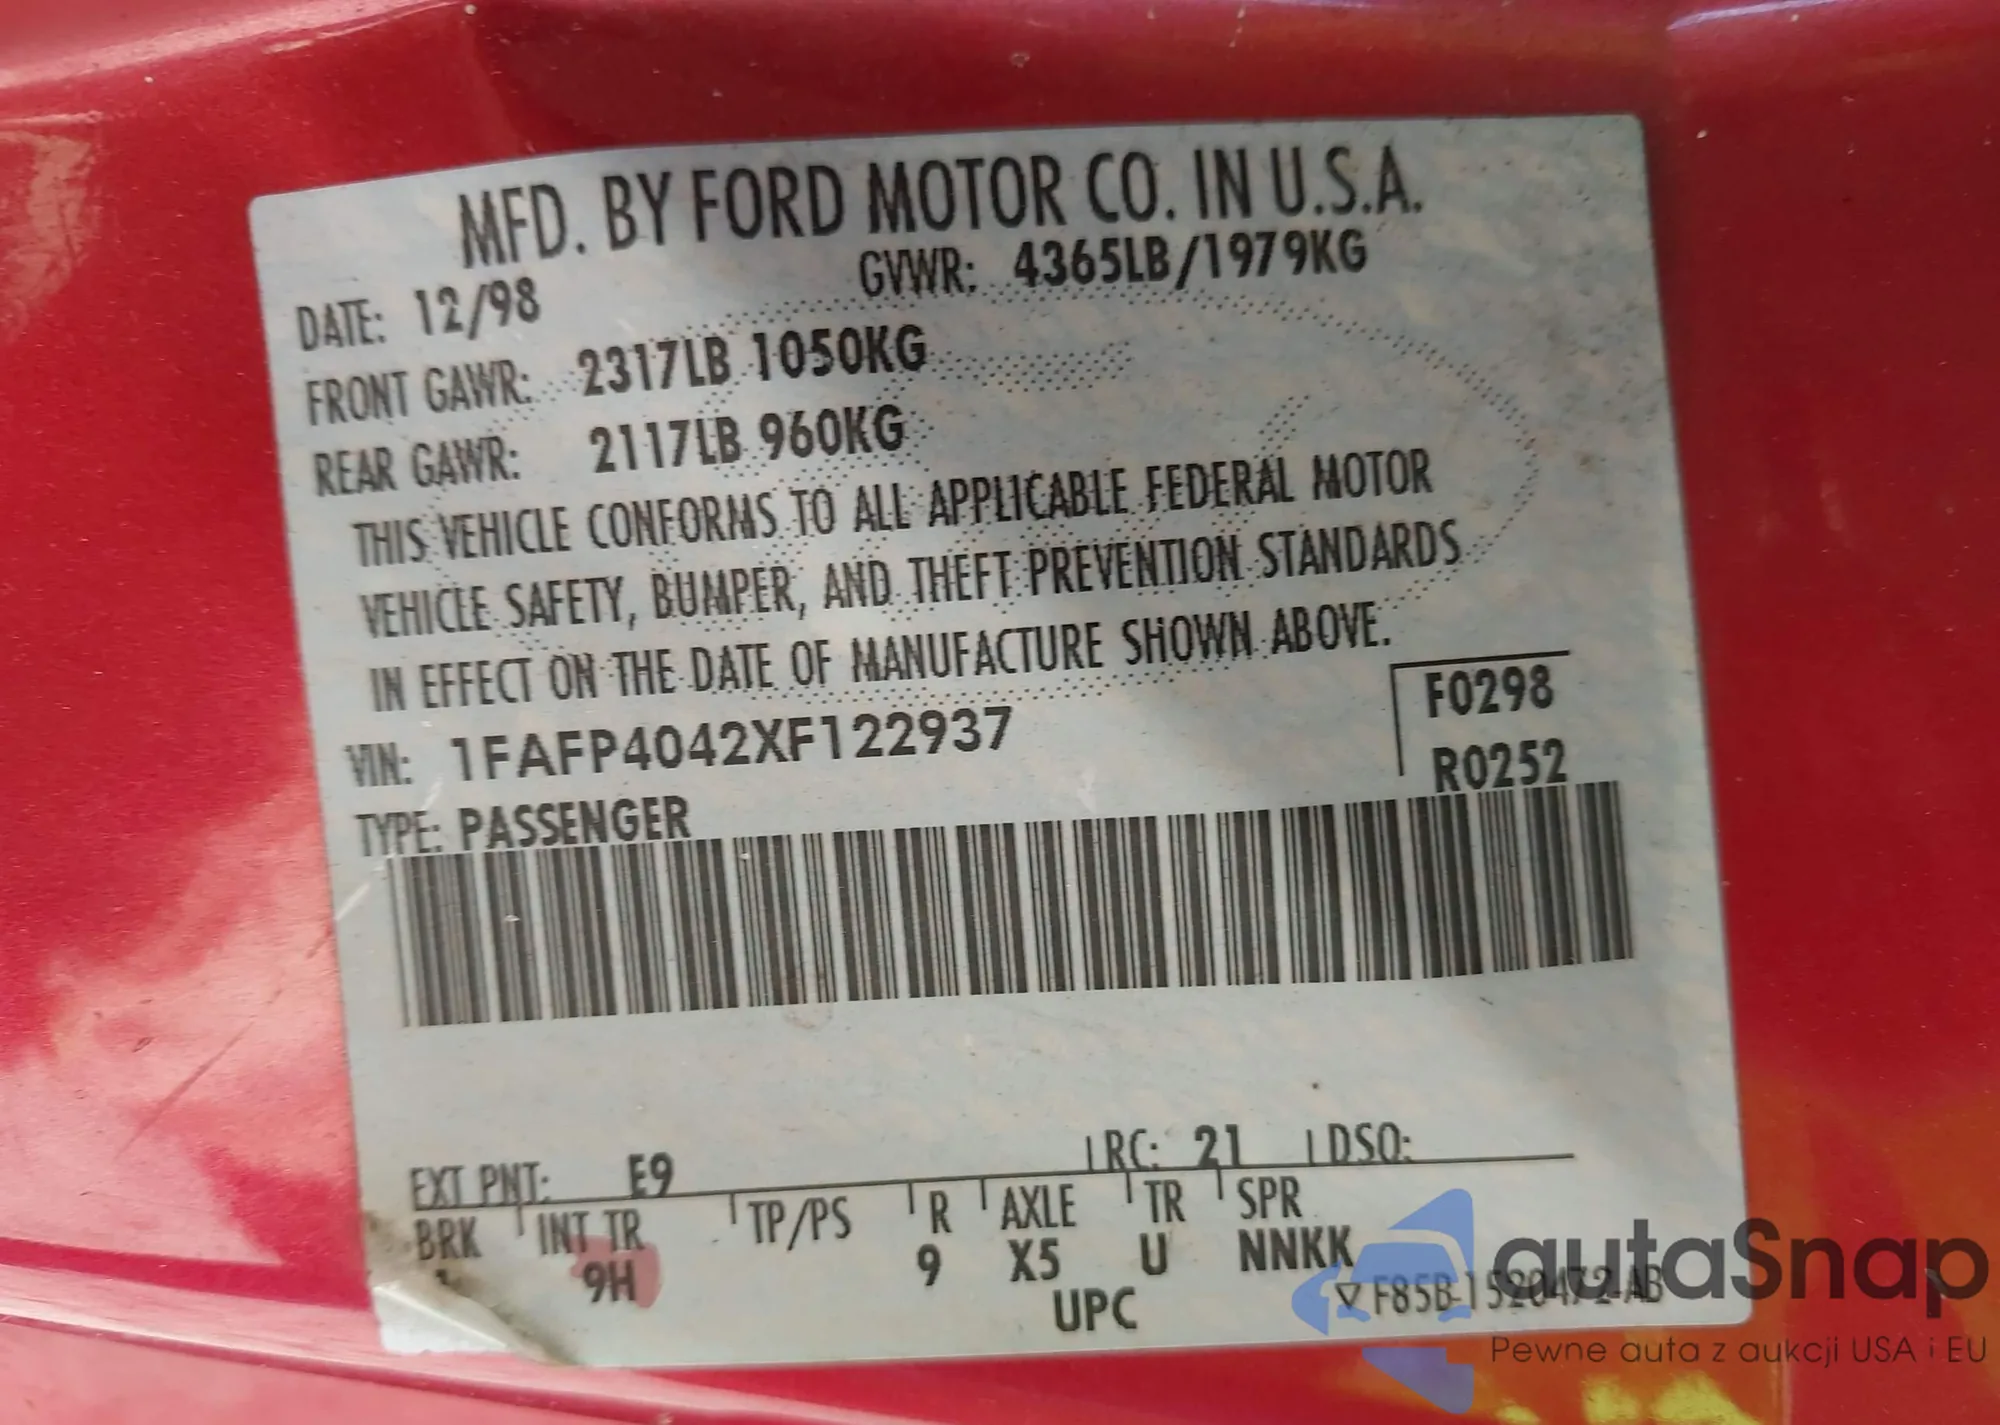 MFD. BY FORD MOTOR CO. IN U.S.A.
DATE: 12/98 GVWR: 4365LB/1979KG
FRONT GAWR: 2317LB 1050KG
REAR GAWR: 2117LB 960KG
THIS VEHICLE CONFORMS TO ALL APPLICABLE FEDERAL MOTOR
VEHICLE SAFETY, BUMPER, AND THEFT PREVENTION STANDARDS
IN EFFECT ON THE DATE OF MANUFACTURE SHOWN ABOVE.
F0298
VIN: 1FAFP4042XF122937
R0252
TYPE: PASSENGER
EXT PNT: E9 RC: 21 DSO:
BRK INT TR TP/PS R AXLE TR SPR
9H 9 X5 U NNKK
UPC F85B-1520472-AB
autaSnap
Pewne auta z aukcji USA i EU